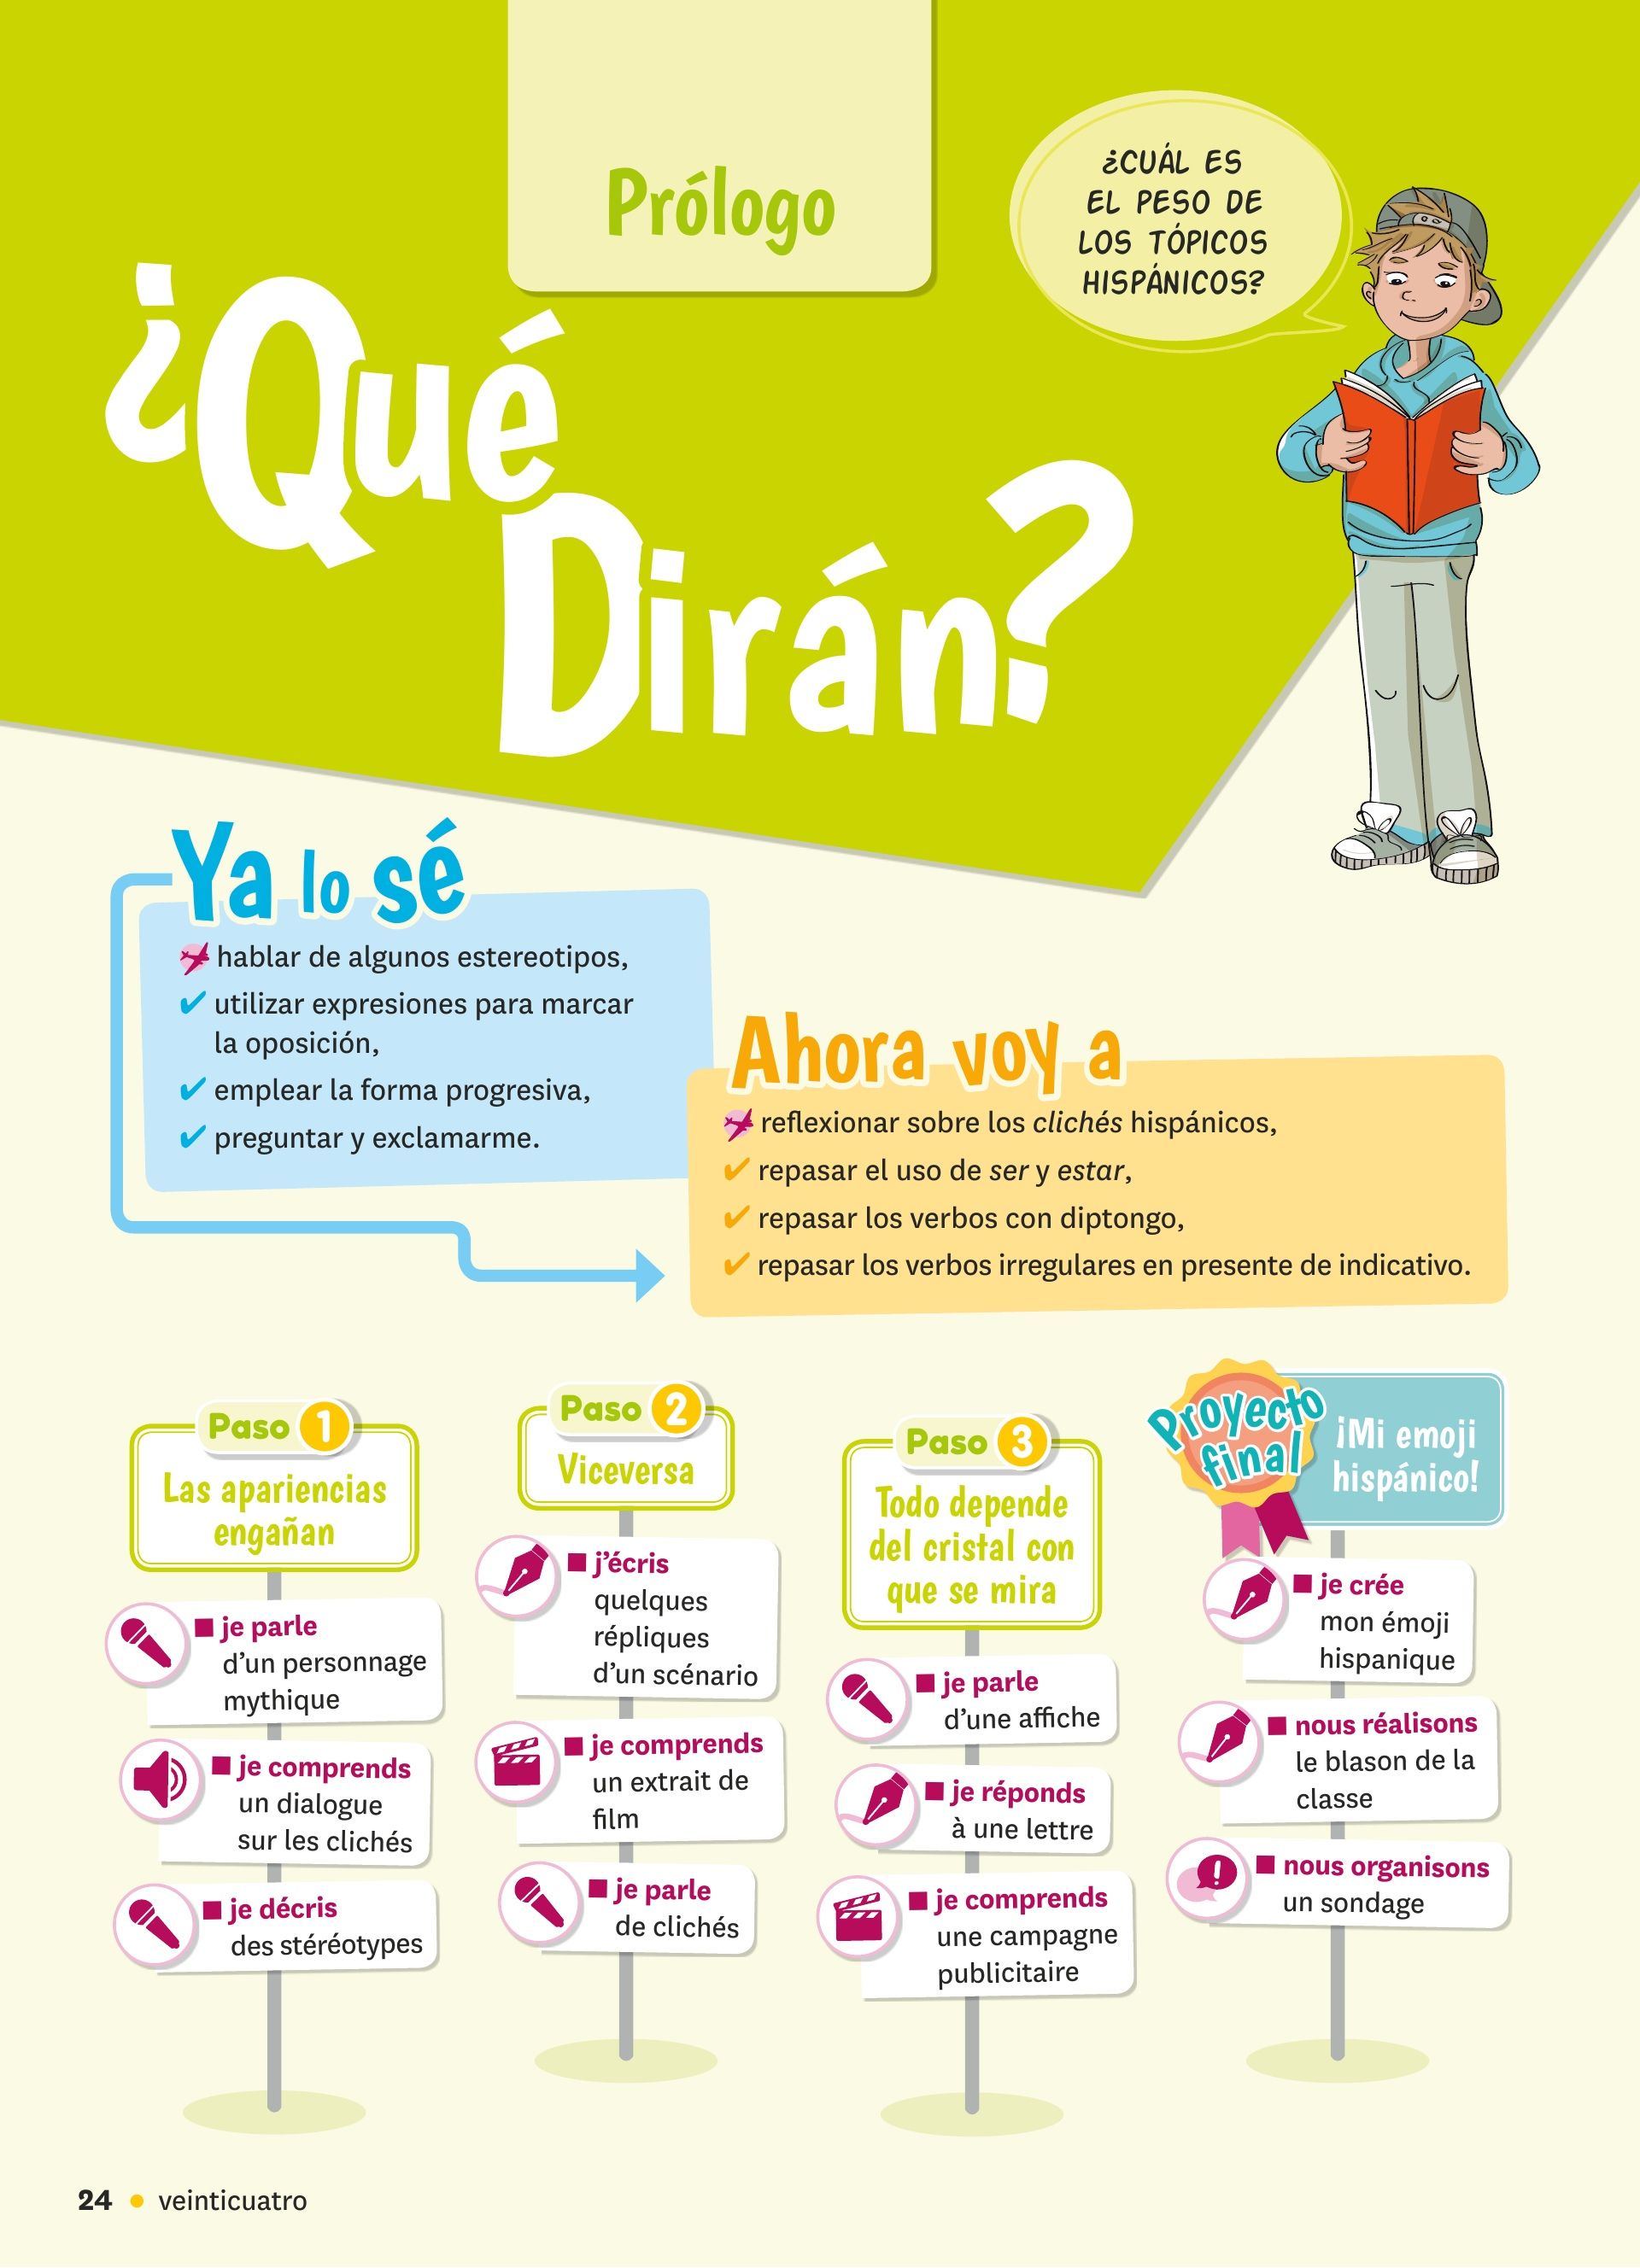 Prólogo
¿CUÁL ES
EL PESO DE
LOS TÓPICOS
HISPÁNICOS?
¿Qué
Dirán?
Ya lo sé
hablar de algunos estereotipos,
✔ utilizar expresiones para marcar
la oposición,
✔ emplear la forma progresiva,
✔ preguntar y exclamarme.
Ahora voy a
reflexionar sobre los clichés hispánicos,
✔ repasar el uso de ser y estar,
✔ repasar los verbos con diptongo,
✔ repasar los verbos irregulares en presente de indicativo.
Paso 1
Las apariencias
engañan
■ je parle
d'un personnage
mythique
■ je comprends
un dialogue
sur les clichés
■ je décris
des stéréotypes
Paso 2
Viceversa
■ j'écris
quelques
répliques
d'un scénario
■ je comprends
un extrait de
film
■ je parle
de clichés
Paso 3
Todo depende
del cristal con
que se mira
■ je parle
d'une affiche
■ je réponds
à une lettre
■ je comprends
une campagne
publicitaire
Proyecto
final
¡Mi emoji
hispánico!
■ je crée
mon émoji
hispanique
■ nous réalisons
le blason de la
classe
■ nous organisons
un sondage
24 • veinticuatro